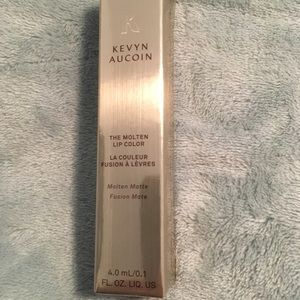 KEVYN
AUCOIN
THE MOLTEN
LIP COLOR
LA COULEUR
FUSION À LÈVRES
Molten Matte
Fusion Mate
4.0 mL/0.1
FL. OZ. LIQ. US